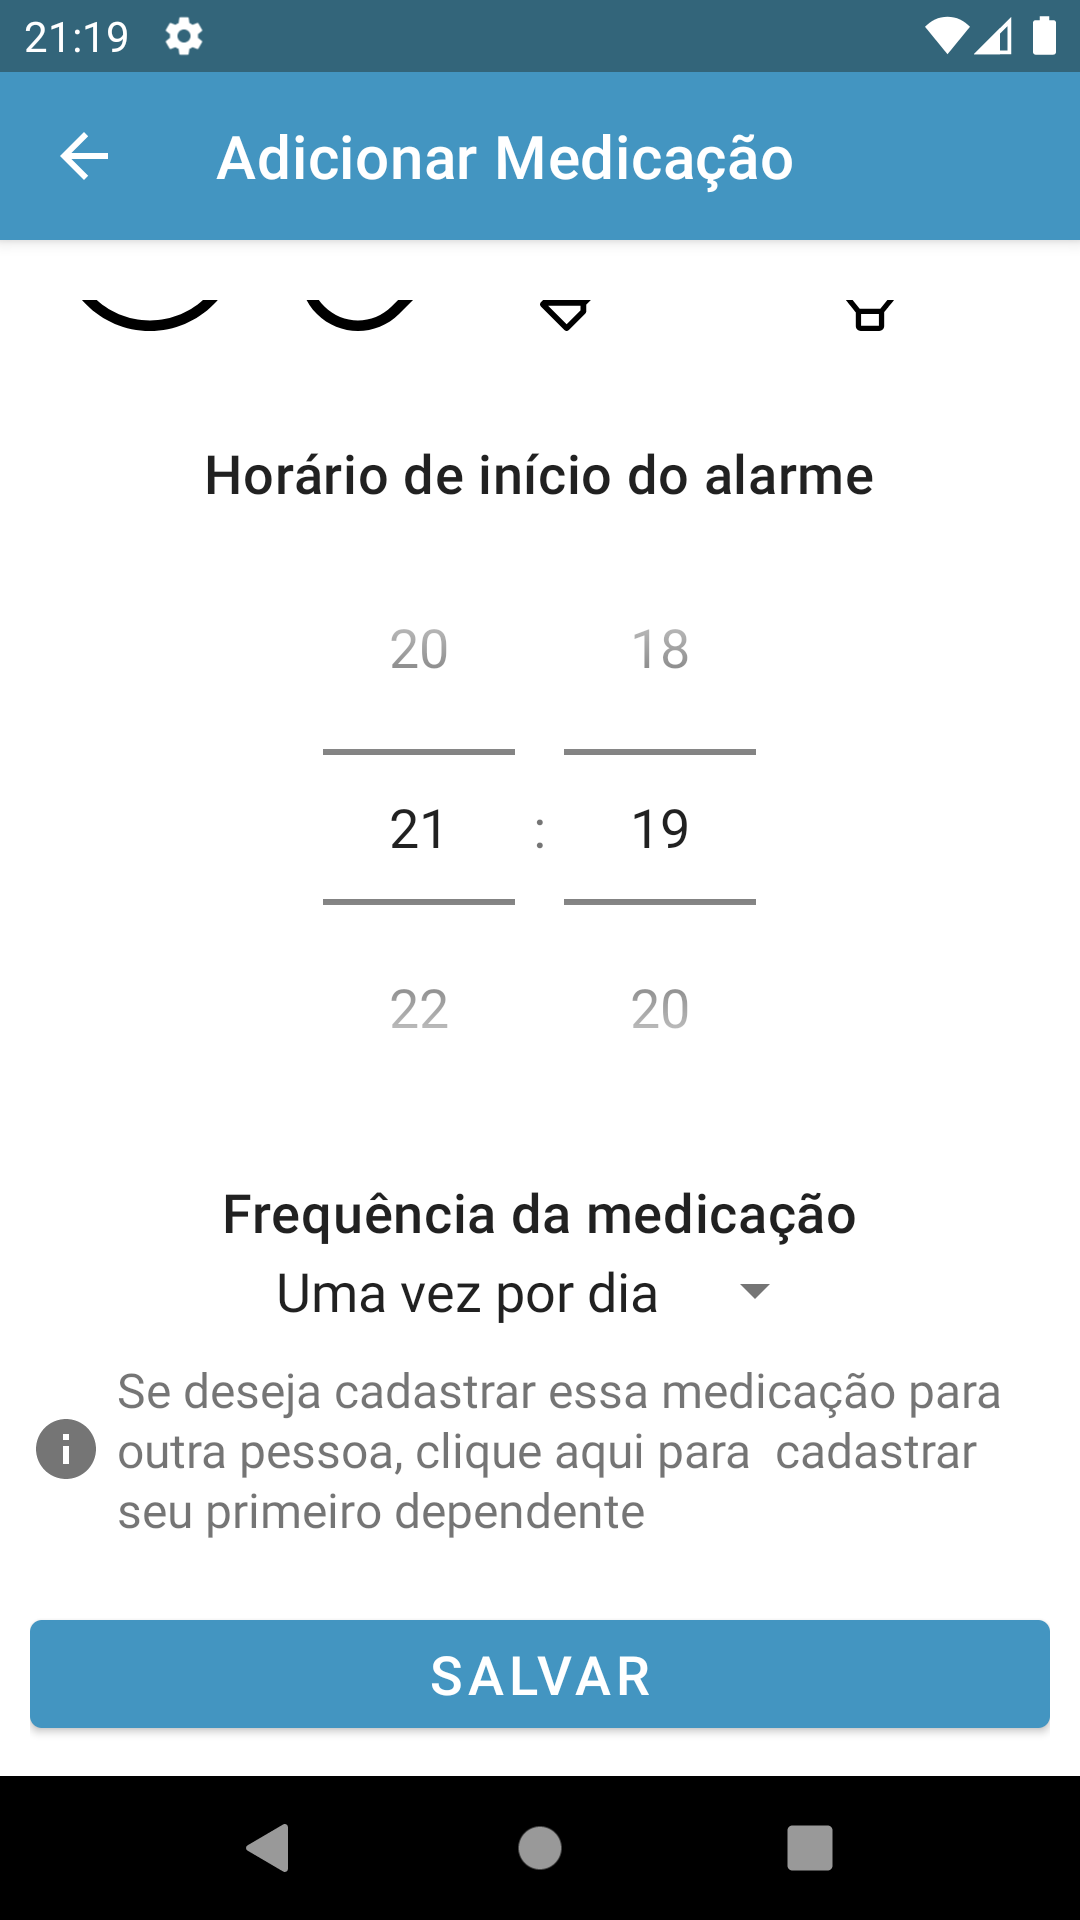 21:19
Adicionar Medicação
Horário de início do alarme
20 18
21 : 19
22 20
Frequência da medicação
Uma vez por dia
Se deseja cadastrar essa medicação para
outra pessoa, clique aqui para  cadastrar
seu primeiro dependente
SALVAR